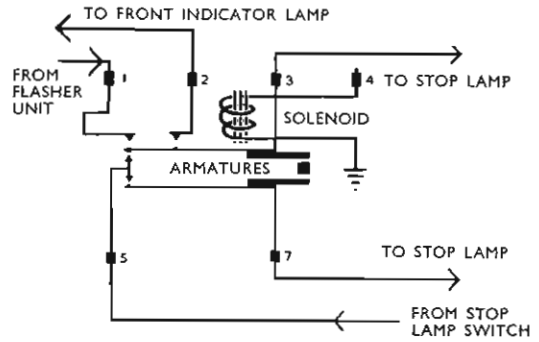 TO FRONT INDICATOR LAMP
FROM
FLASHER
UNIT
1
2
3
4
TO STOP LAMP
SOLENOID
ARMATURES
5
7
TO STOP LAMP
FROM STOP
LAMP SWITCH